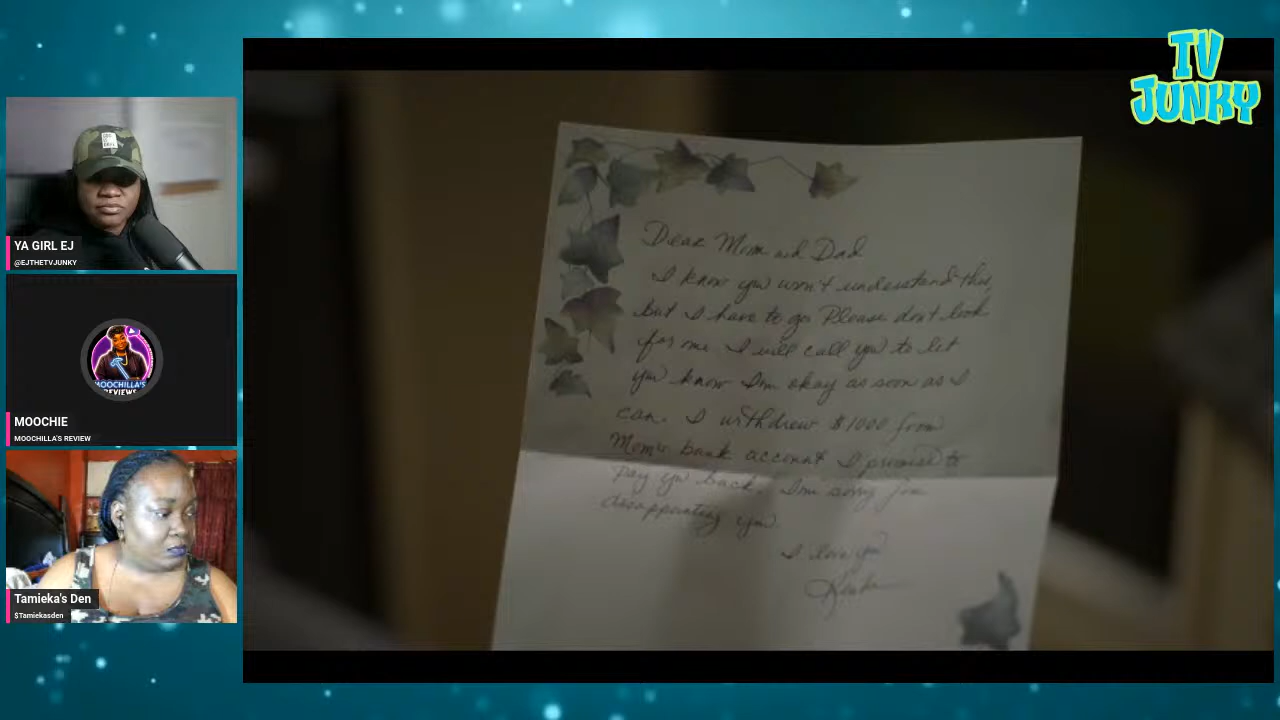 TV
JUNKY
YA GIRL EJ
@EJTHETVJUNKY
MOOCHILLA'S
REVIEWS
MOOCHIE
MOOCHILLA'S REVIEW
Tamieka's Den
$Tamiekasden
Dear Mom and Dad
I know you won't understand this,
but I have to go. Please don't look
for me. I will call you to let
you know I'm okay as soon as I
can. I withdrew $1000 from
Mom's bank account I promise to
pay you back. I'm sorry for
disappointing you.
I love you